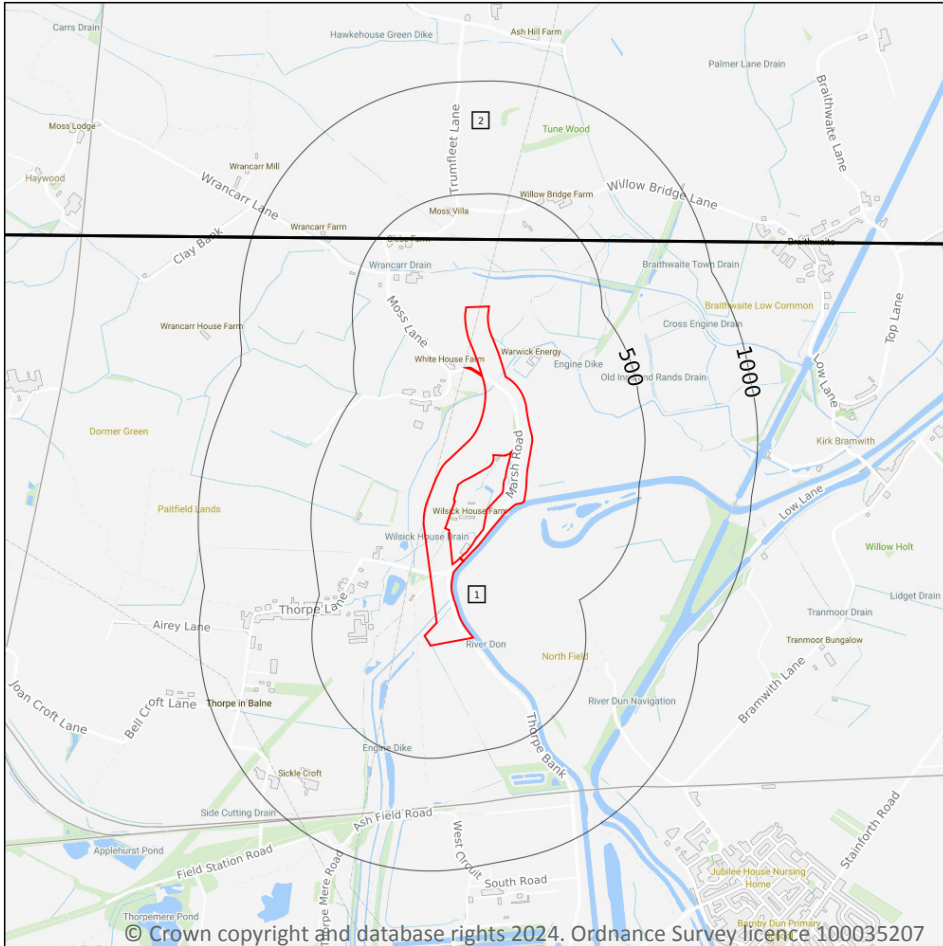 Carrs Drain
Hawkehouse Green Dike
Ash Hill Farm
Palmer Lane Drain
Braithwaite Lane
Trumfleet Lane
2
Tune Wood
Moss Lodge
Wrancarr Mill
Haywood
Wrancarr Lane
Willow Bridge Farm
Willow Bridge Lane
Moss Villa
Wrancarr Farm
Clay Bank
Braithwaite
Wrancarr Drain
Braithwaite Town Drain
Moss Lane
Braithwaite Low Common
Top Lane
Wrancarr House Farm
Cross Engine Drain
White House Farm
Warwick Energy
Engine Dike
500
1000
Low Lane
Dormer Green
Kirk Bramwith
Marsh Road
Low Lane
Paitfield Lands
Wilsick House Farm
Wilsick House Drain
Willow Holt
1
Thorpe Lane
Lidget Drain
Tranmoor Drain
Airey Lane
River Don
North Field
Tranmoor Bungalow
Joan Croft Lane
Bell Croft Lane
Thorpe in Balne
River Dun Navigation
Bramwith Lane
Thorpe Bank
Engine Dike
Sickle Croft
Side Cutting Drain
Ash Field Road
Stainforth Road
Applehurst Pond
Field Station Road
West Circuit
Thorpe Mere Road
South Road
Jubilee House Nursing
Home
Thorpemere Pond
Barnby Dun Primary
© Crown copyright and database rights 2024. Ordnance Survey licence 100035207